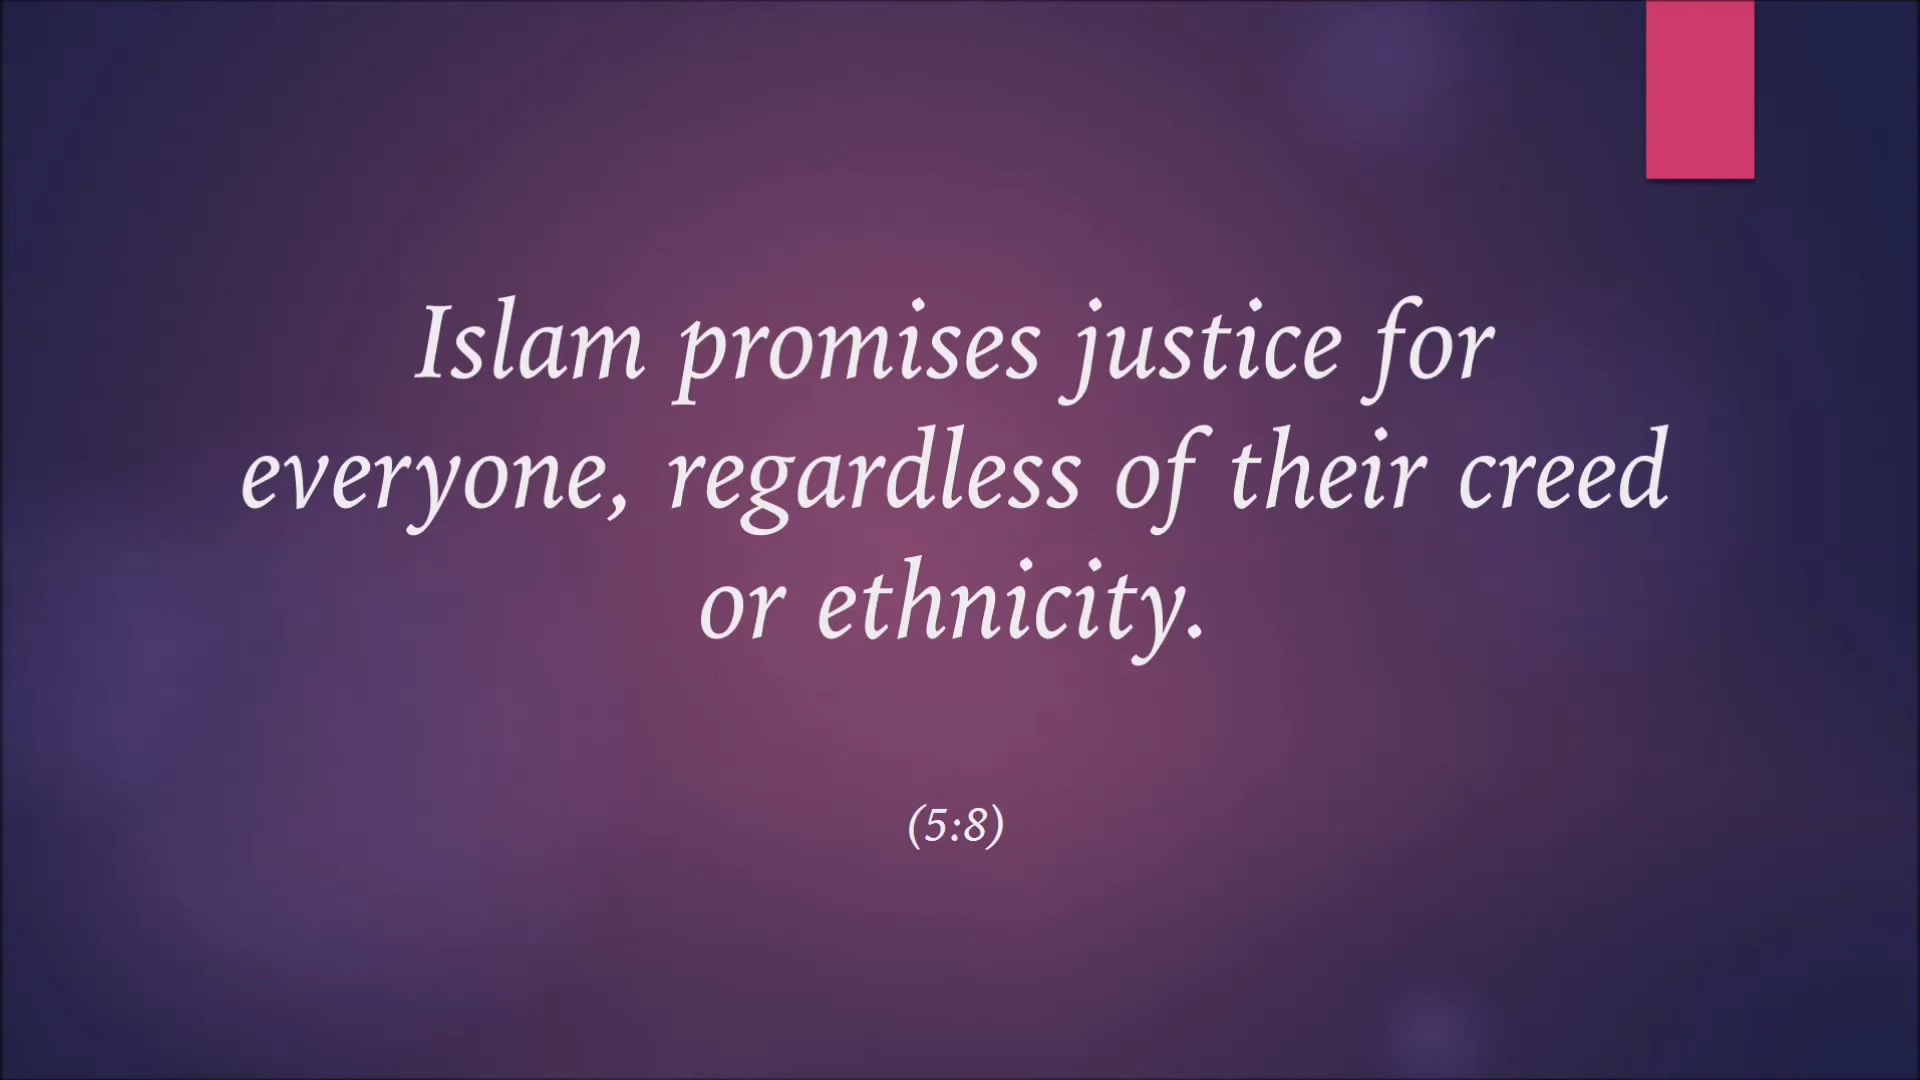 Islam promises justice for
everyone, regardless of their creed
or ethnicity.
(5:8)